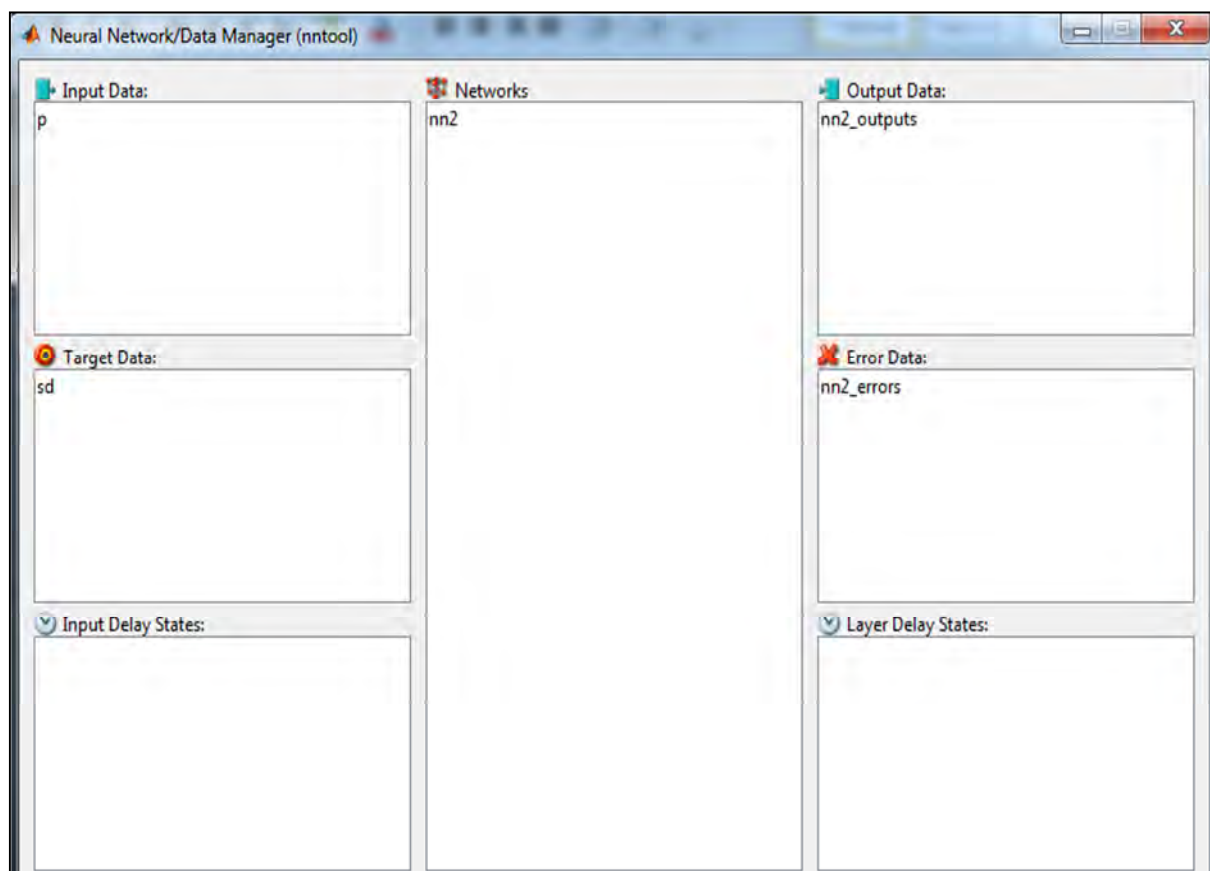 Neural Network/Data Manager (nntool)
Input Data:
p
Networks
nn2
Output Data:
nn2_outputs
Target Data:
sd
Error Data:
nn2_errors
Input Delay States:
Layer Delay States: